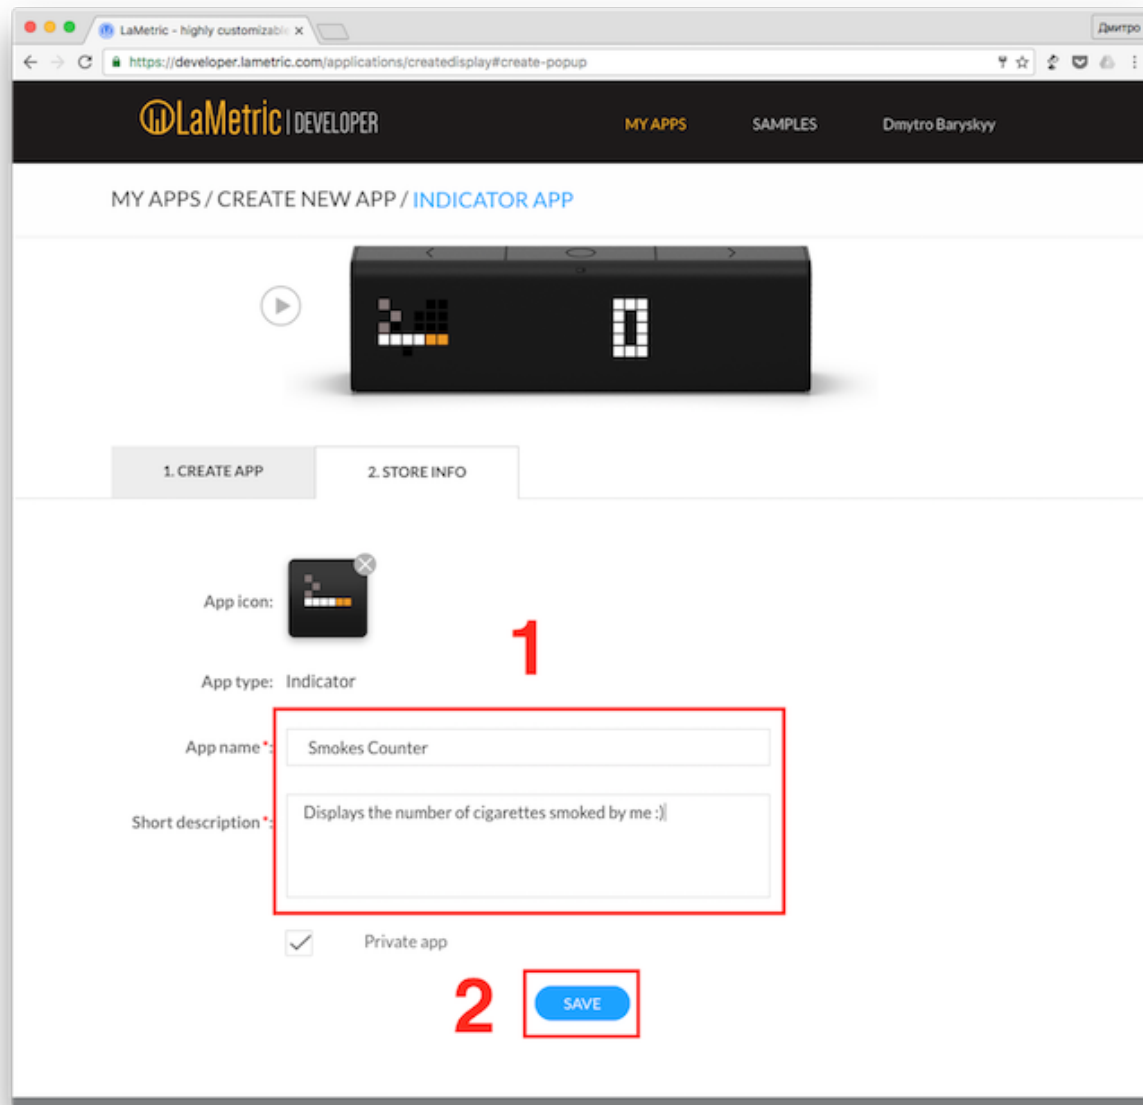 LaMetric - highly customizable
Дмитро
https://developer.lametric.com/applications/createdisplay#create-popup
LaMetric | DEVELOPER
MY APPS
SAMPLES
Dmytro Baryskyy
MY APPS / CREATE NEW APP / INDICATOR APP
0
1. CREATE APP
2. STORE INFO
App icon:
1
App type: Indicator
App name*: Smokes Counter
Short description*: Displays the number of cigarettes smoked by me :)
Private app
2
SAVE